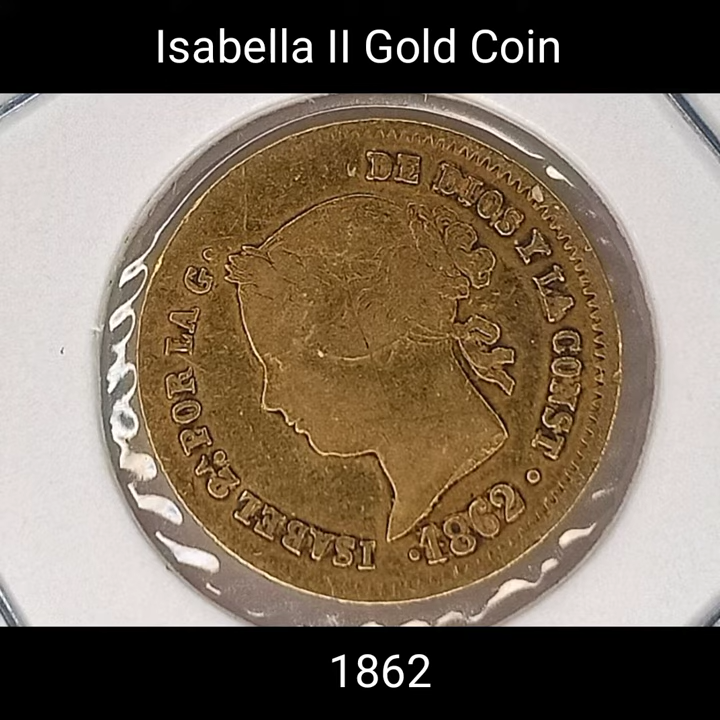 Isabella II Gold Coin
ISABEL 2ª POR LA G. DE DIOS Y LA CONST
·1862·
1862